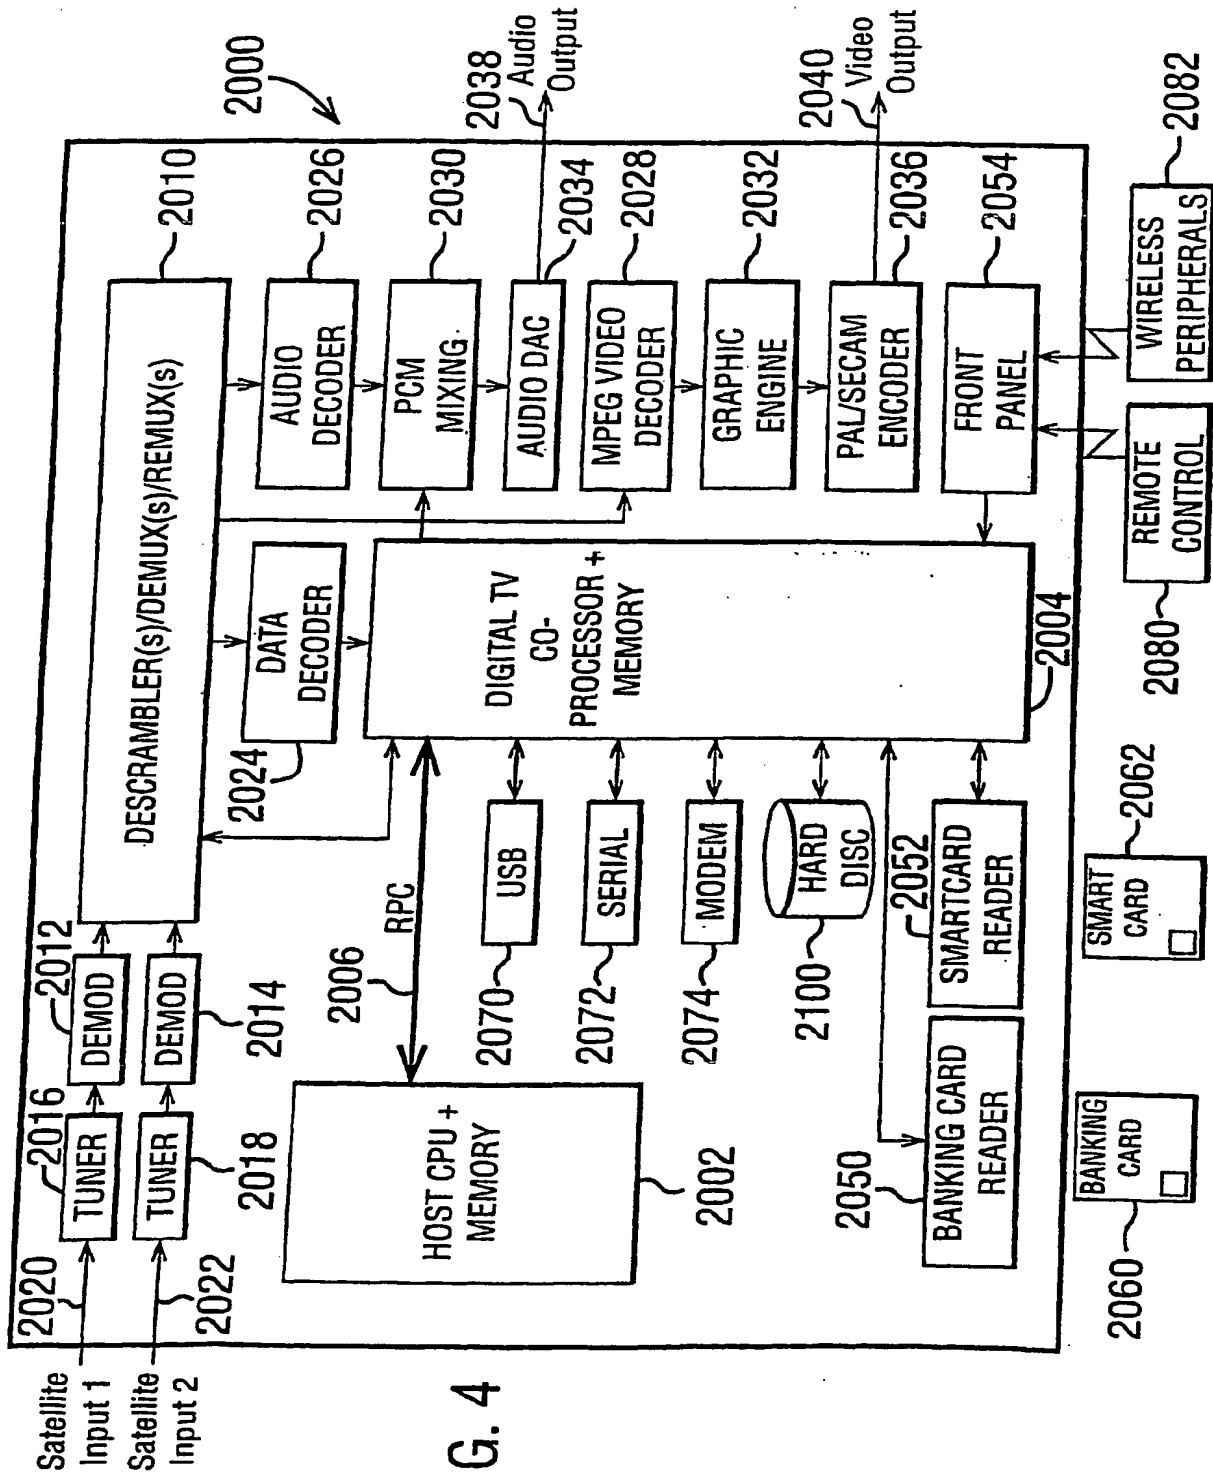 2000
Satellite
Input 1
Satellite
Input 2
2020
2022
2016
TUNER
TUNER
2018
2012
DEMOD
DEMOD
2014
DESCRAMBLER(s)/DEMUX(s)/REMUX(s)
2010
DATA
DECODER
2024
AUDIO
DECODER
2026
PCM
MIXING
2030
AUDIO DAC
2034
2038
Audio
Output
MPEG VIDEO
DECODER
2028
GRAPHIC
ENGINE
2032
PAL/SECAM
ENCODER
2036
2040
Video
Output
FRONT
PANEL
2054
HOST CPU +
MEMORY
2002
2006
RPC
DIGITAL TV
CO-
PROCESSOR +
MEMORY
2004
USB
2070
SERIAL
2072
MODEM
2074
HARD
DISC
2100
2052
SMARTCARD
READER
BANKING CARD
READER
2050
BANKING
CARD
2060
SMART
CARD
2062
REMOTE
CONTROL
2080
WIRELESS
PERIPHERALS
2082
G. 4